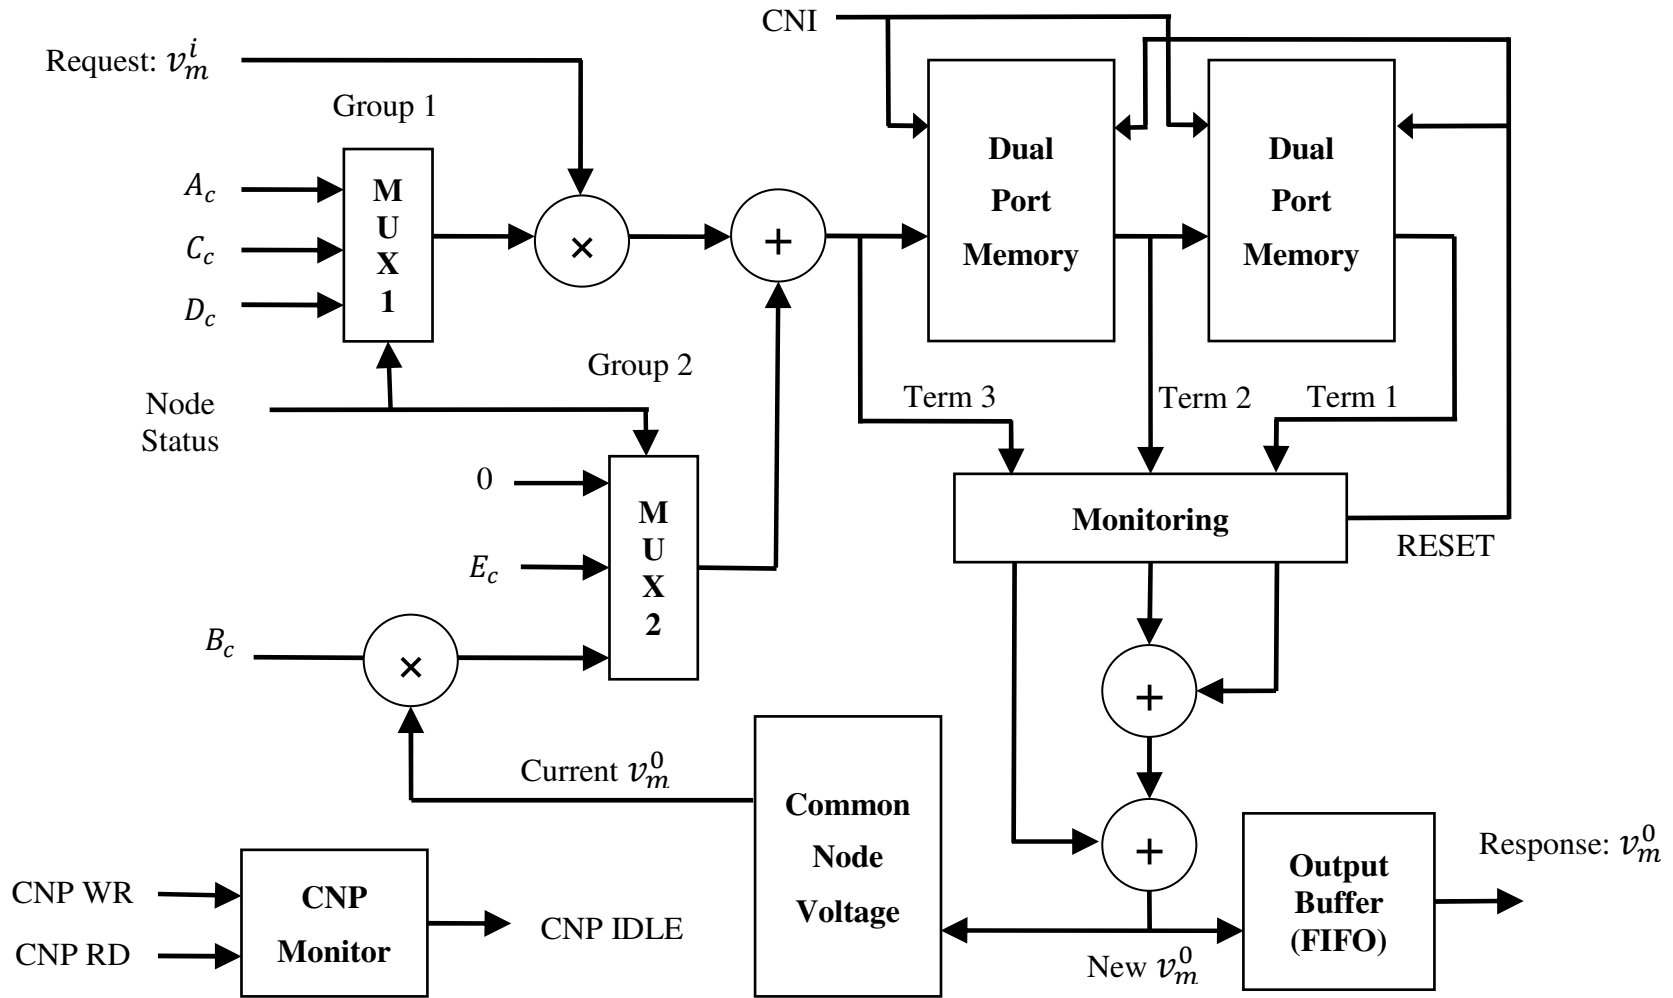 CNI
Request: v_m^i
Group 1
A_c
C_c
D_c
M
U
X
1
×
+
Dual
Port
Memory
Dual
Port
Memory
Node
Status
Group 2
Term 3
Term 2
Term 1
0
E_c
B_c
×
M
U
X
2
Monitoring
RESET
+
+
Current v_m^0
Common
Node
Voltage
Output
Buffer
(FIFO)
Response: v_m^0
New v_m^0
CNP WR
CNP RD
CNP
Monitor
CNP IDLE